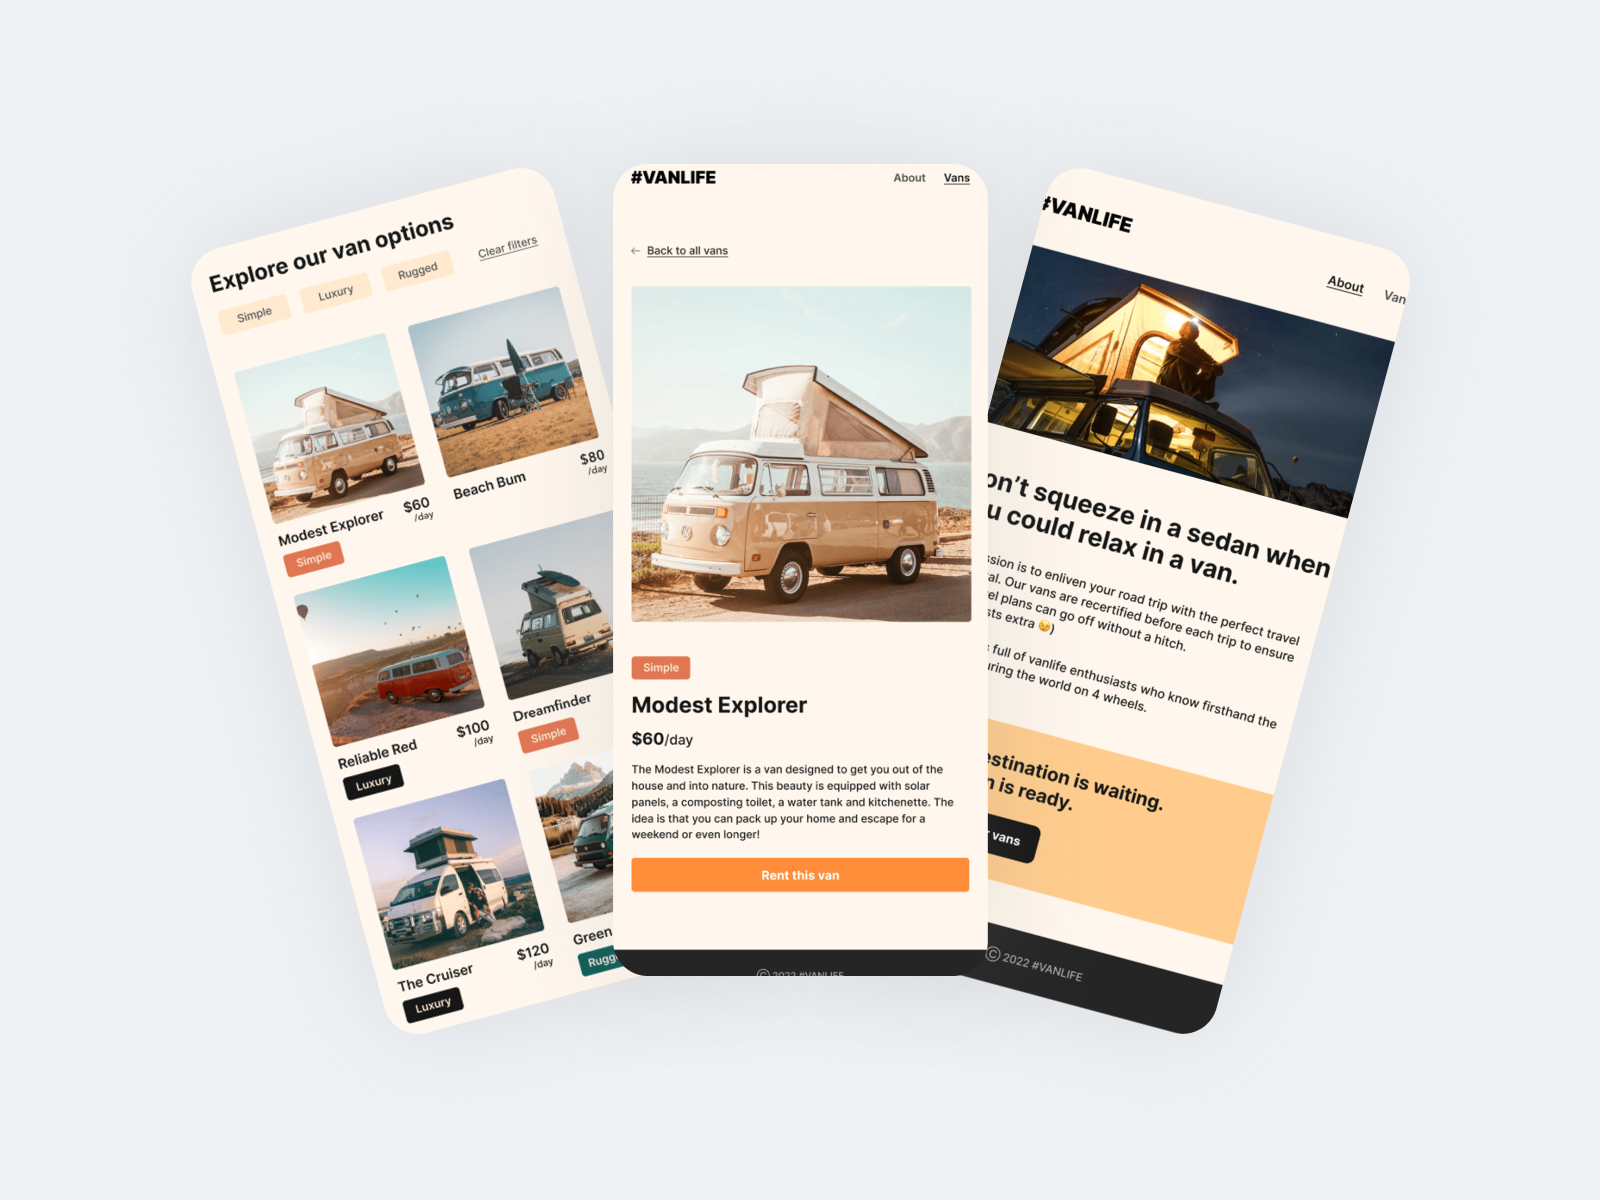 Explore our van options
Simple
Luxury
Rugged
Clear filters
Modest Explorer
$60
/day
Simple
Beach Bum
$80
/day
Reliable Red
$100
/day
Luxury
Dreamfinder
Simple
The Cruiser
$120
/day
Luxury
Green
#VANLIFE
About
Vans
← Back to all vans
Simple
Modest Explorer
$60/day
The Modest Explorer is a van designed to get you out of the
house and into nature. This beauty is equipped with solar
panels, a composting toilet, a water tank and kitchenette. The
idea is that you can pack up your home and escape for a
weekend or even longer!
Rent this van
© 2022 #VANLIFE
#VANLIFE
About
Van
on’t squeeze in a sedan when
u could relax in a van.
ssion is to enliven your road trip with the perfect travel
al. Our vans are recertified before each trip to ensure
el plans can go off without a hitch.
sts extra 😉)
full of vanlife enthusiasts who know firsthand the
uring the world on 4 wheels.
estination is waiting.
n is ready.
vans
© 2022 #VANLIFE